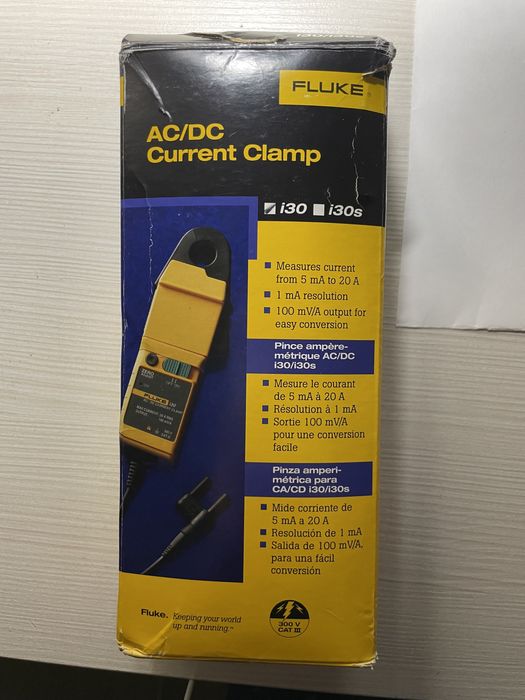 FLUKE
AC/DC
Current Clamp
i30 i30s
Measures current
from 5 mA to 20 A
1 mA resolution
100 mV/A output for
easy conversion
Pince ampère-
métrique AC/DC
i30/i30s
Mesure le courant
de 5 mA à 20 A
Résolution à 1 mA
Sortie 100 mV/A
pour une conversion
facile
Pinza amperi-
métrica para
CA/CD i30/i30s
Mide corriente de
5 mA a 20 A
Resolución de 1 mA
Salida de 100 mV/A,
para una fácil
conversión
ZERO
FLUKE i30
Fluke. Keeping your world
up and running.™
300 V
CAT III